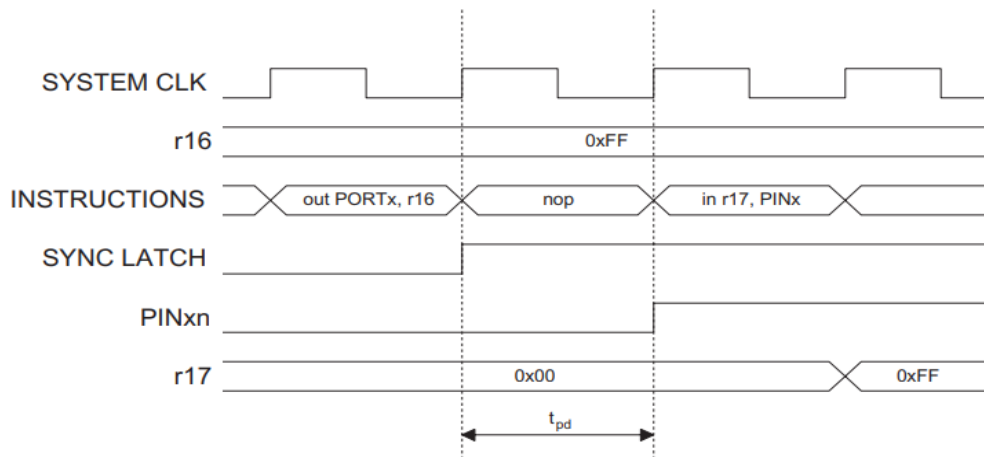 SYSTEM CLK
r16
0xFF
INSTRUCTIONS
out PORTx, r16
nop
in r17, PINx
SYNC LATCH
PINxn
r17
0x00
0xFF
tpd